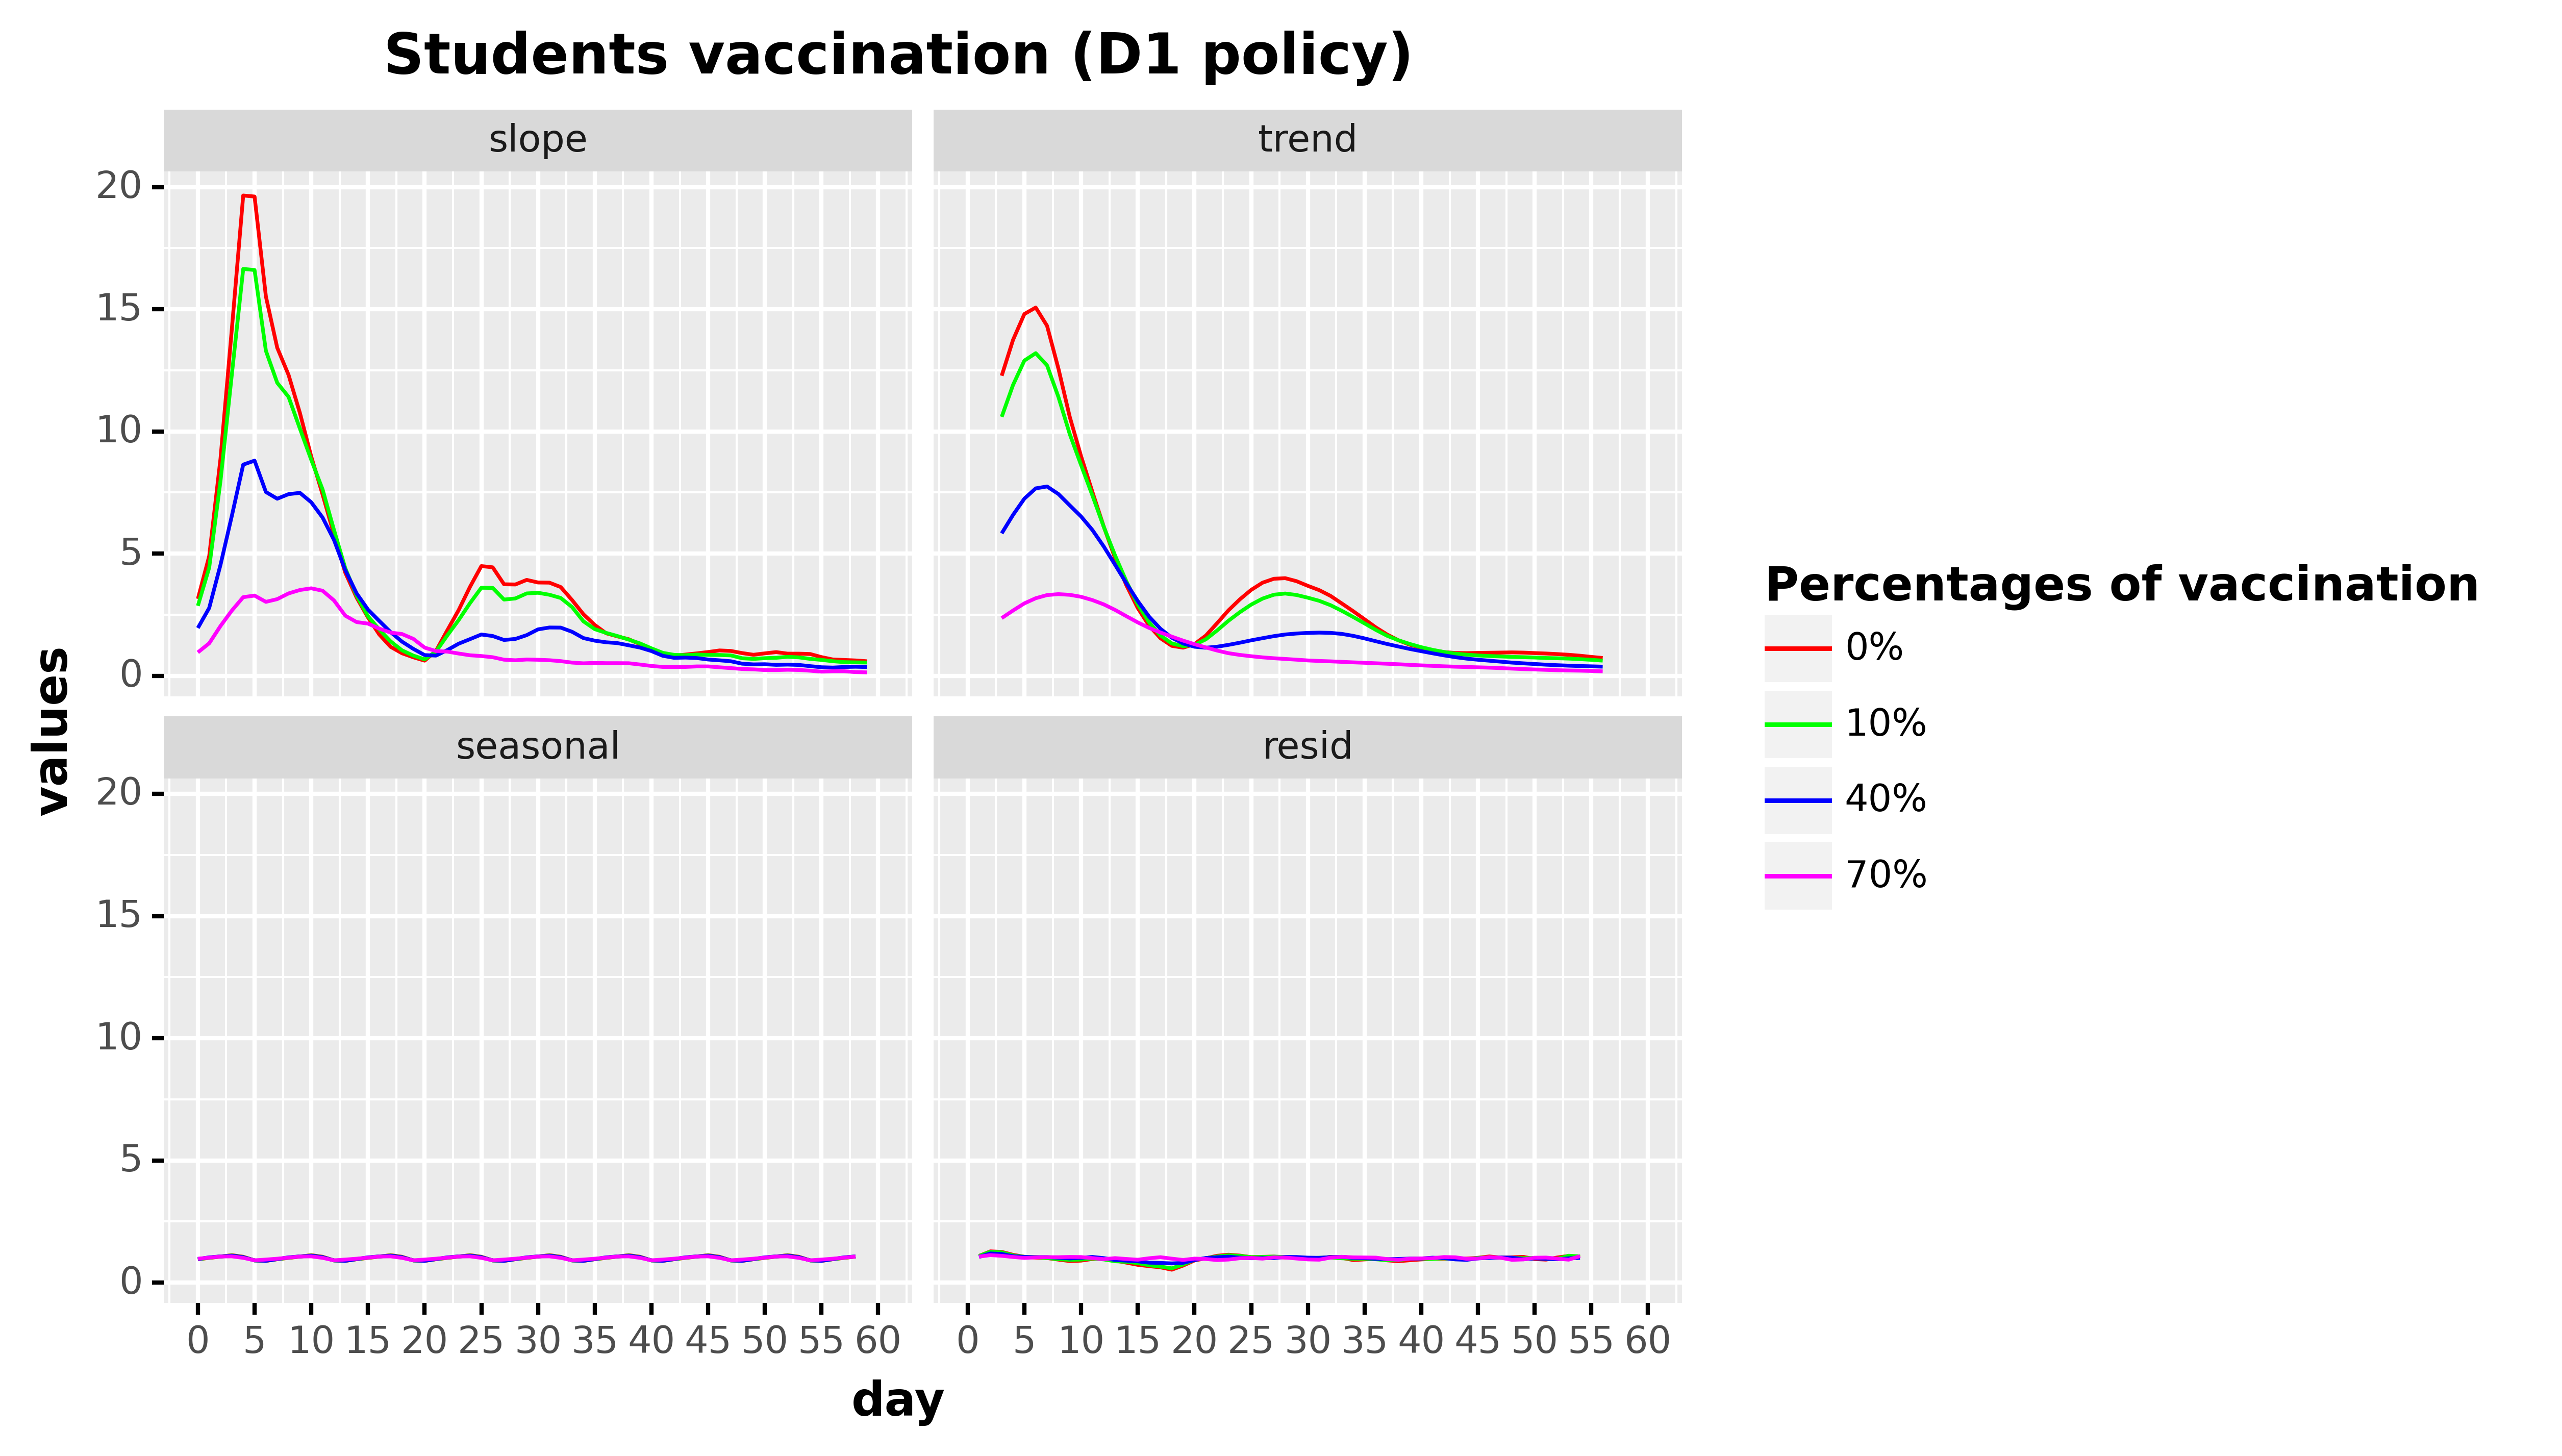 Students vaccination (D1 policy)
slope
trend
20
15
10
5
0
seasonal
resid
20
15
10
5
0
values
0 5 10 15 20 25 30 35 40 45 50 55 60
0 5 10 15 20 25 30 35 40 45 50 55 60
day
Percentages of vaccination
0%
10%
40%
70%